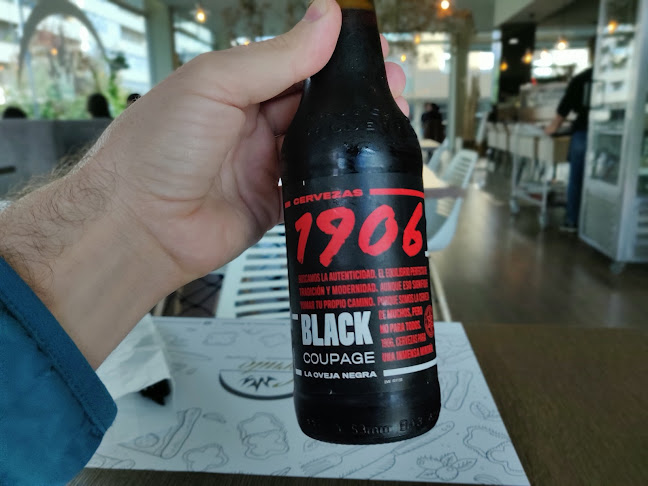 CERVEZAS
1906
BUSCAMOS LA AUTENTICIDAD. EL EQUILIBRIO PERFECTO
TRADICIÓN Y MODERNIDAD. AUNQUE ESO SIGNIFIQUE
TOMAR TU PROPIO CAMINO. PORQUE SOMOS LA CERVEZA
DE MUCHOS, PERO
NO PARA TODOS.
1906, CERVEZAS PARA
UNA INMENSA MINORÍA
BLACK
COUPAGE
LA OVEJA NEGRA